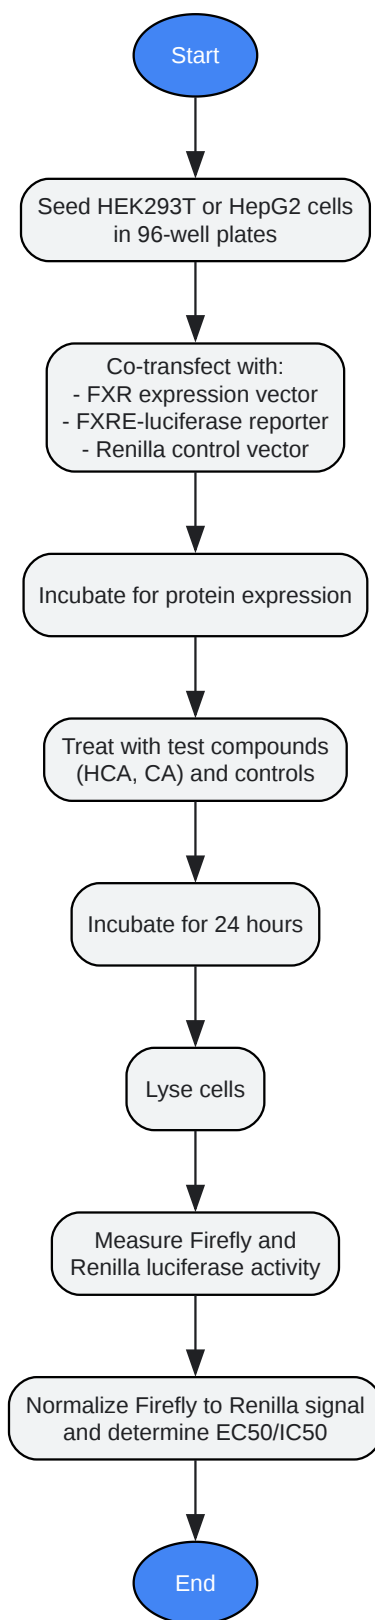 Start
Seed HEK293T or HepG2 cells
in 96-well plates
Co-transfect with:
- FXR expression vector
- FXRE-luciferase reporter
- Renilla control vector
Incubate for protein expression
Treat with test compounds
(HCA, CA) and controls
Incubate for 24 hours
Lyse cells
Measure Firefly and
Renilla luciferase activity
Normalize Firefly to Renilla signal
and determine EC50/IC50
End